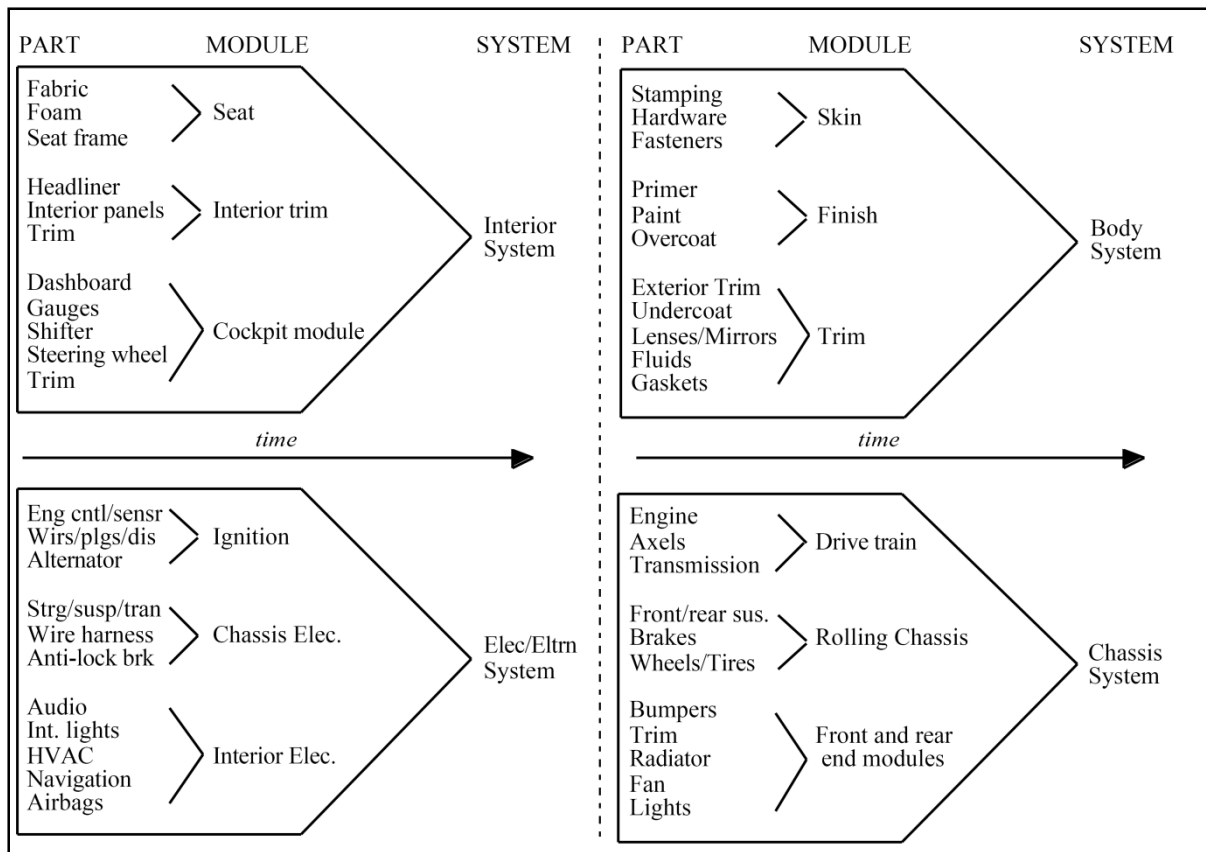 PART MODULE SYSTEM
Fabric
Foam
Seat frame
Seat
Headliner
Interior panels
Trim
Interior trim
Dashboard
Gauges
Shifter
Steering wheel
Trim
Cockpit module
Interior
System
time
PART MODULE SYSTEM
Stamping
Hardware
Fasteners
Skin
Primer
Paint
Overcoat
Finish
Exterior Trim
Undercoat
Lenses/Mirrors
Fluids
Gaskets
Trim
Body
System
time
Eng cntl/sensr
Wirs/plgs/dis
Alternator
Ignition
Strg/susp/tran
Wire harness
Anti-lock brk
Chassis Elec.
Audio
Int. lights
HVAC
Navigation
Airbags
Interior Elec.
Elec/Eltrn
System
Engine
Axels
Transmission
Drive train
Front/rear sus.
Brakes
Wheels/Tires
Rolling Chassis
Bumpers
Trim
Radiator
Fan
Lights
Front and rear
end modules
Chassis
System